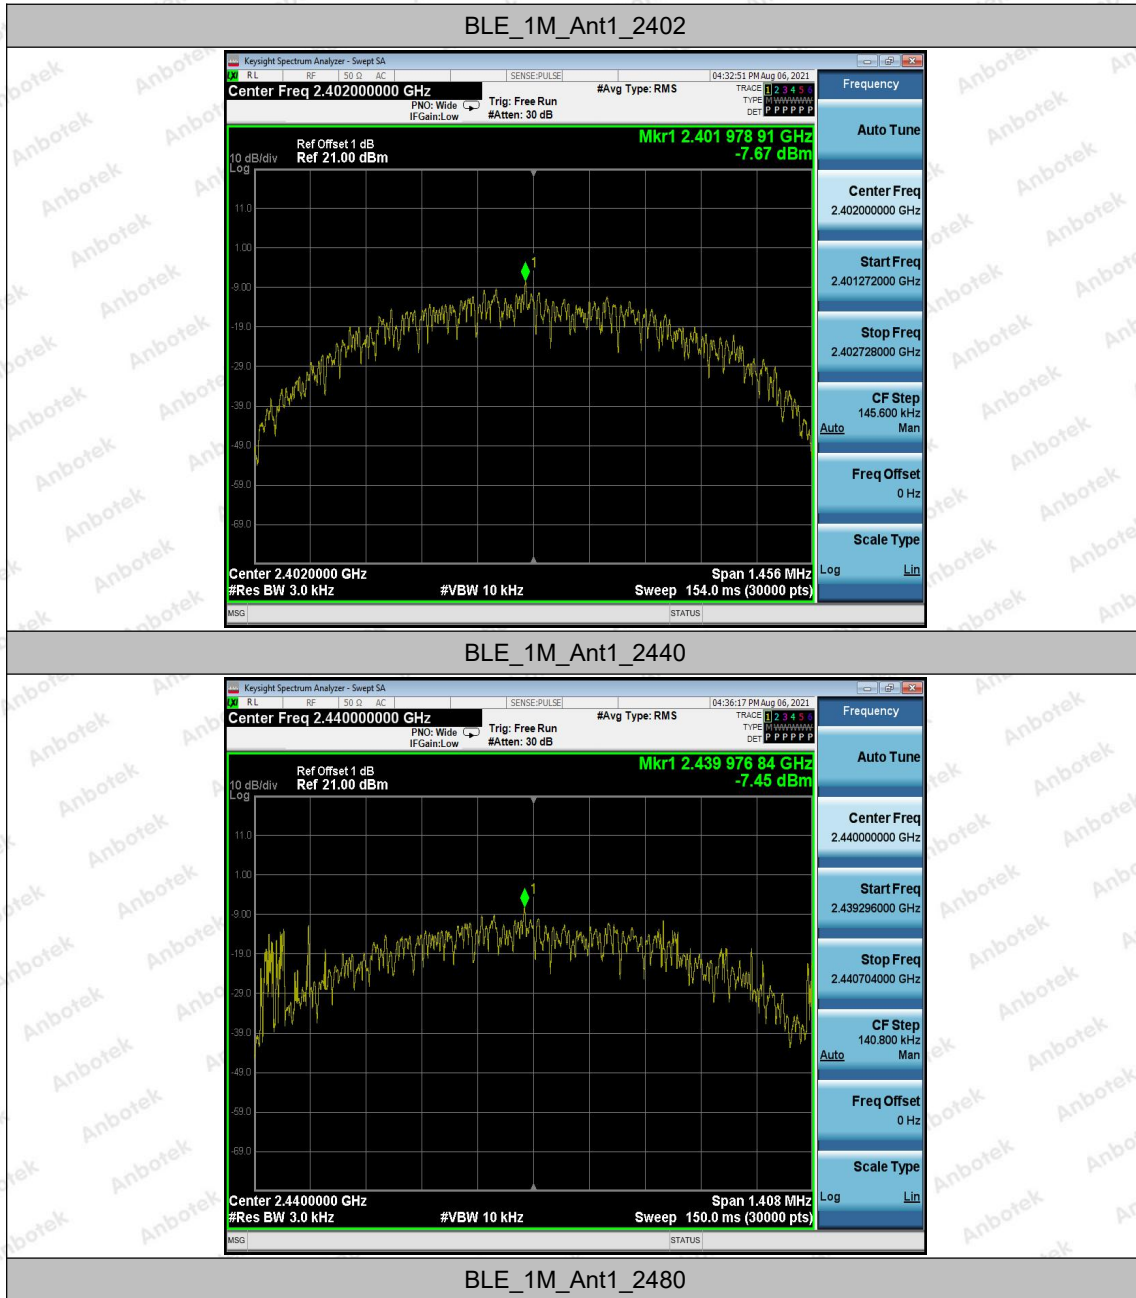 BLE_1M_Ant1_2402
Keysight Spectrum Analyzer - Swept SA
LXI RL RF 50 Ω AC SENSE:PULSE 04:32:51 PM Aug 06, 2021
Center Freq 2.402000000 GHz #Avg Type: RMS TRACE 1 2 3 4 5 6
PNO: Wide Trig: Free Run TYPE M WWWWW
IFGain:Low #Atten: 30 dB DET P P P P P P
Frequency
Auto Tune
Mkr1 2.401 978 91 GHz
-7.67 dBm
Ref Offset 1 dB
10 dB/div Ref 21.00 dBm
Log
11.0
1.00
-9.00
-19.0
-29.0
-39.0
-49.0
-59.0
-69.0
1
Center Freq
2.402000000 GHz
Start Freq
2.401272000 GHz
Stop Freq
2.402728000 GHz
CF Step
145.600 kHz
Auto Man
Freq Offset
0 Hz
Scale Type
Log Lin
Center 2.4020000 GHz Span 1.456 MHz
#Res BW 3.0 kHz #VBW 10 kHz Sweep 154.0 ms (30000 pts)
MSG STATUS
BLE_1M_Ant1_2440
Keysight Spectrum Analyzer - Swept SA
LXI RL RF 50 Ω AC SENSE:PULSE 04:36:17 PM Aug 06, 2021
Center Freq 2.440000000 GHz #Avg Type: RMS TRACE 1 2 3 4 5 6
PNO: Wide Trig: Free Run TYPE M WWWWW
IFGain:Low #Atten: 30 dB DET P P P P P P
Frequency
Auto Tune
Mkr1 2.439 976 84 GHz
-7.45 dBm
Ref Offset 1 dB
10 dB/div Ref 21.00 dBm
Log
11.0
1.00
-9.00
-19.0
-29.0
-39.0
-49.0
-59.0
-69.0
1
Center Freq
2.440000000 GHz
Start Freq
2.439296000 GHz
Stop Freq
2.440704000 GHz
CF Step
140.800 kHz
Auto Man
Freq Offset
0 Hz
Scale Type
Log Lin
Center 2.4400000 GHz Span 1.408 MHz
#Res BW 3.0 kHz #VBW 10 kHz Sweep 150.0 ms (30000 pts)
MSG STATUS
BLE_1M_Ant1_2480
Anbotek